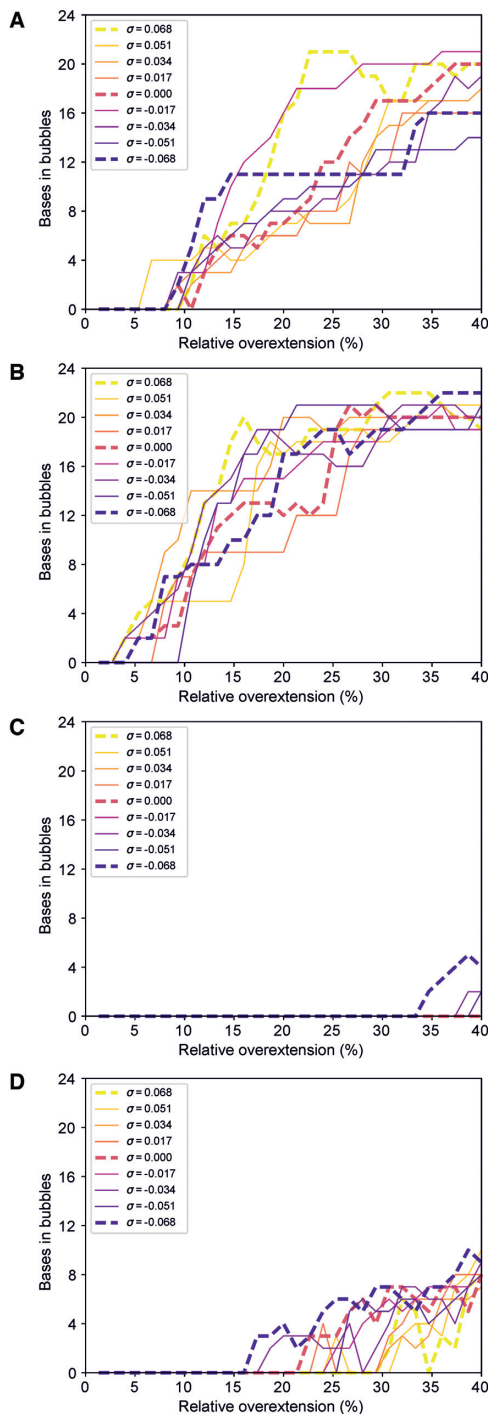 A
σ = 0.068
σ = 0.051
σ = 0.034
σ = 0.017
σ = 0.000
σ = -0.017
σ = -0.034
σ = -0.051
σ = -0.068
24
20
16
12
8
4
0
Bases in bubbles
0 5 10 15 20 25 30 35 40
Relative overextension (%)
B
σ = 0.068
σ = 0.051
σ = 0.034
σ = 0.017
σ = 0.000
σ = -0.017
σ = -0.034
σ = -0.051
σ = -0.068
24
20
16
12
8
4
0
Bases in bubbles
0 5 10 15 20 25 30 35 40
Relative overextension (%)
C
σ = 0.068
σ = 0.051
σ = 0.034
σ = 0.017
σ = 0.000
σ = -0.017
σ = -0.034
σ = -0.051
σ = -0.068
24
20
16
12
8
4
0
Bases in bubbles
0 5 10 15 20 25 30 35 40
Relative overextension (%)
D
σ = 0.068
σ = 0.051
σ = 0.034
σ = 0.017
σ = 0.000
σ = -0.017
σ = -0.034
σ = -0.051
σ = -0.068
24
20
16
12
8
4
0
Bases in bubbles
0 5 10 15 20 25 30 35 40
Relative overextension (%)